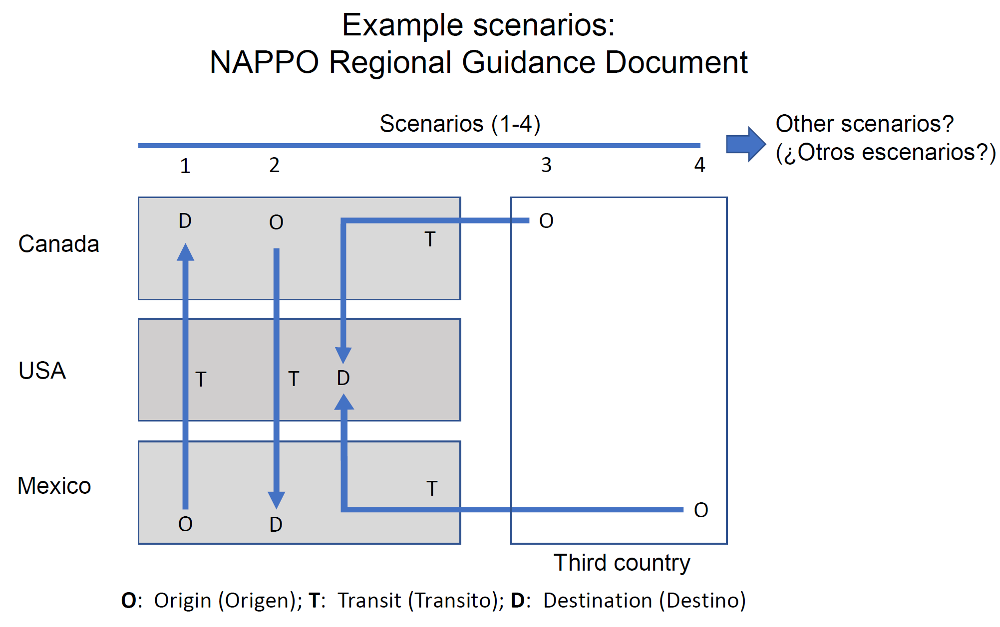 Example scenarios:
NAPPO Regional Guidance Document
Scenarios (1-4)
Other scenarios?
(¿Otros escenarios?)
1 2 3 4
D O O
Canada T
USA T T D
Mexico T
O D O
Third country
O: Origin (Origen); T: Transit (Transito); D: Destination (Destino)